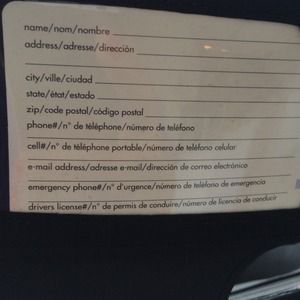 name/nom/nombre
address/adresse/dirección
city/ville/ciudad
state/état/estado
zip/code postal/código postal
phone#/n° de téléphone/número de teléfono
cell#/n° de téléphone portable/número de teléfono celular
e-mail address/adresse e-mail/dirección de correo electrónico
emergency phone#/n° d'urgence/número de teléfono de emergencia
drivers license#/n° de permis de conduire/número de licencia de conducir